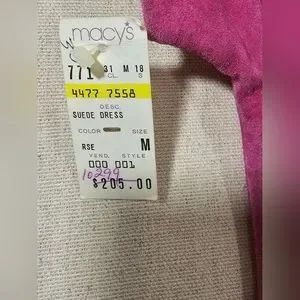 macy's
771 31 M 18
CL. S
4477 7558
DESC.
SUEDE DRESS
COLOR SIZE
RSE M
VEND. STYLE
000 001
10299
$205.00